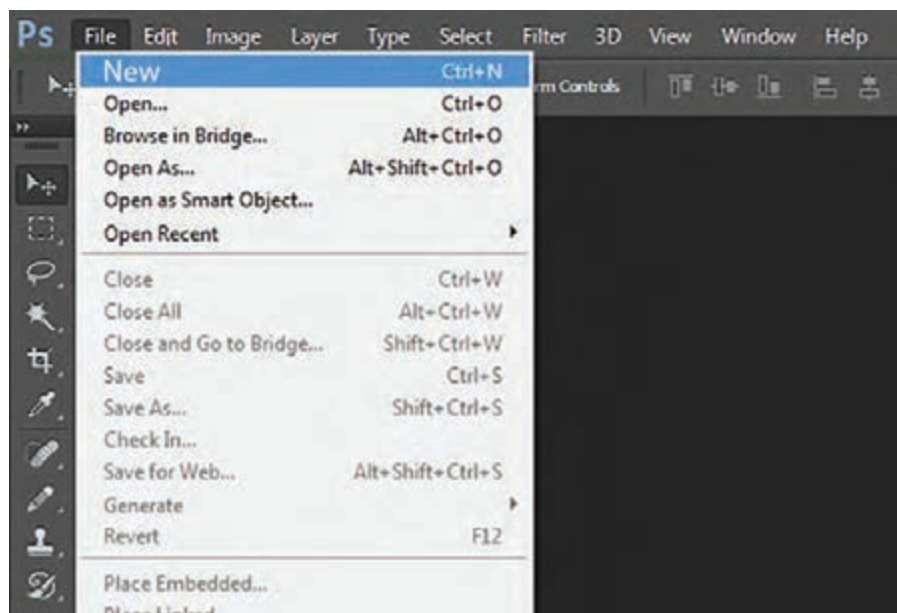 Ps File Edit Image Layer Type Select Filter 3D View Window Help
New Ctrl+N
rm Controls
Open... Ctrl+O
Browse in Bridge... Alt+Ctrl+O
Open As... Alt+Shift+Ctrl+O
Open as Smart Object...
Open Recent
Close Ctrl+W
Close All Alt+Ctrl+W
Close and Go to Bridge... Shift+Ctrl+W
Save Ctrl+S
Save As... Shift+Ctrl+S
Check In...
Save for Web... Alt+Shift+Ctrl+S
Generate
Revert F12
Place Embedded...
Place Linked